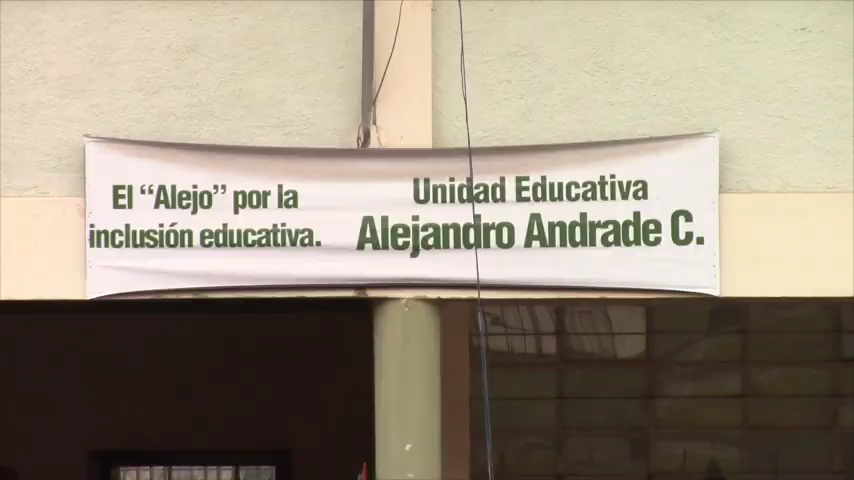 El “Alejo” por la
inclusión educativa.
Unidad Educativa
Alejandro Andrade C.